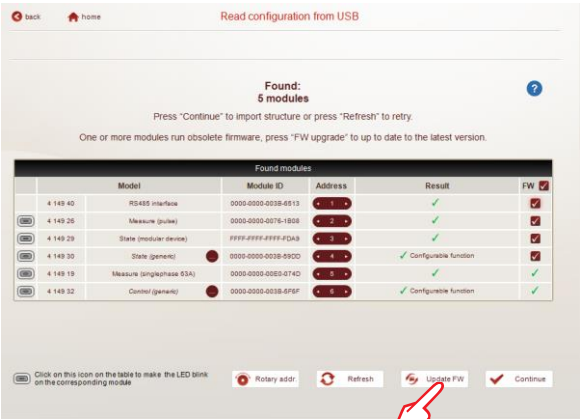 back home Read configuration from USB
Found:
5 modules
Press "Continue" to import structure or press "Refresh" to retry.
One or more modules run obsolete firmware, press "FW upgrade" to up to date to the latest version.
Found modules
Model Module ID Address Result FW
4 149 40 RS485 interface 0000-0000-003B-6513 1
4 149 26 Measure (pulse) 0000-0000-0076-1B08 2
4 149 29 State (modular device) FFFF-FFFF-FFFF-FDA9 3
4 149 30 State (generic) ... 0000-0000-003B-59DD 4 Configurable function
4 149 19 Measure (singlephase 63A) 0000-0000-00E0-074D 5
4 149 32 Control (generic) ... 0000-0000-003B-5F6F 6 Configurable function
Click on this icon on the table to make the LED blink
on the corresponding module
Rotary addr. Refresh Update FW Continue